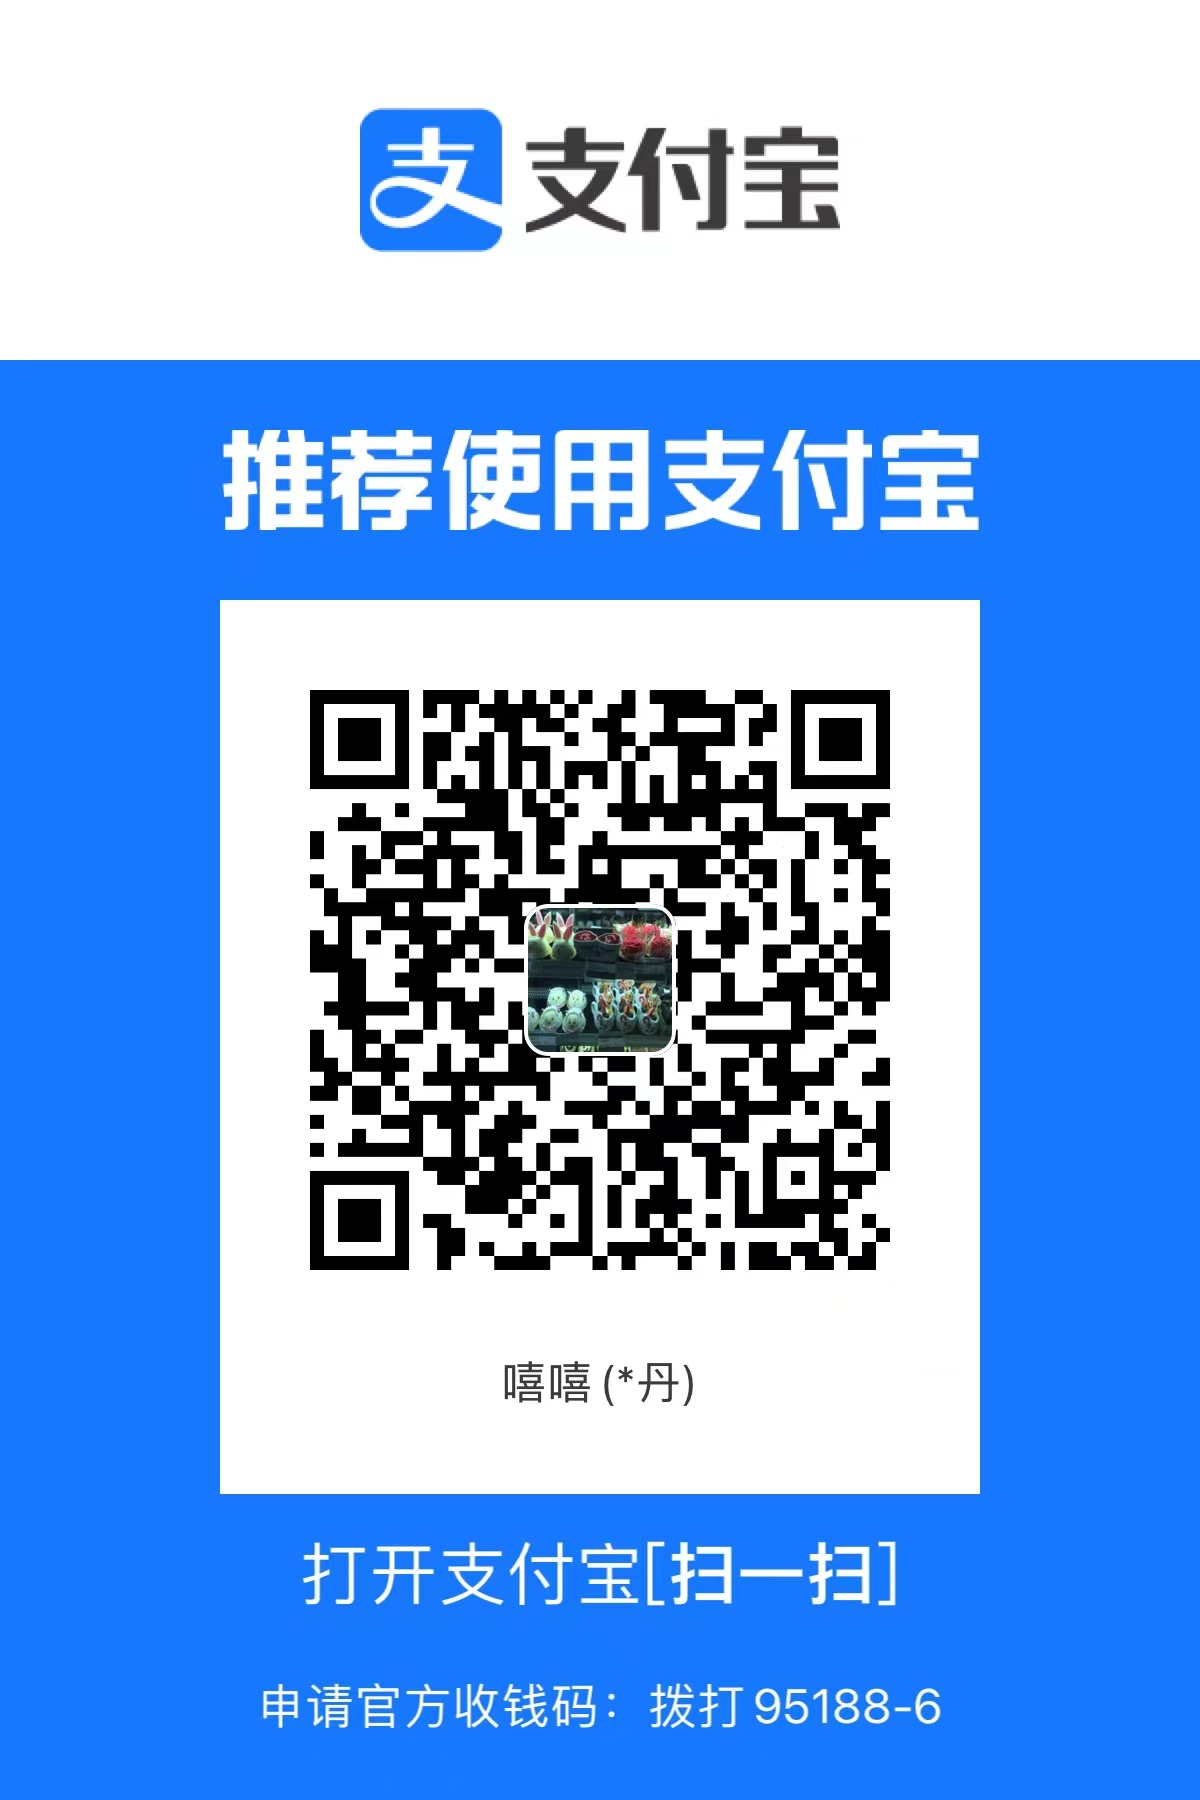 支 支付宝
推荐使用支付宝
嘻嘻 (*丹)
打开支付宝[扫一扫]
申请官方收钱码：拨打 95188-6